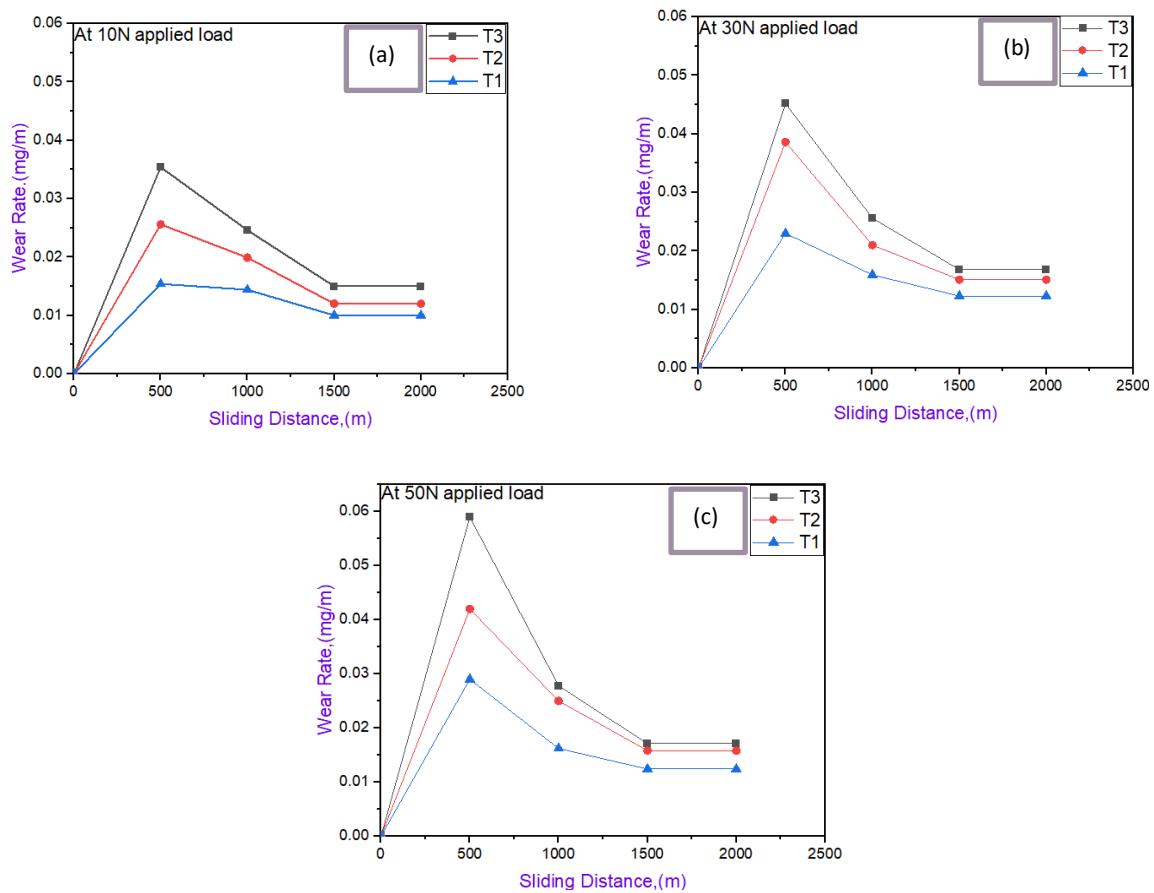 At 10N applied load
(a)
T3
T2
T1
0.06
0.05
0.04
0.03
0.02
0.01
0.00
Wear Rate.(mg/m)
0
500
1000
1500
2000
2500
Sliding Distance,(m)
At 30N applied load
(b)
T3
T2
T1
0.06
0.05
0.04
0.03
0.02
0.01
0.00
Wear Rate,(mg/m)
0
500
1000
1500
2000
2500
Sliding Distance,(m)
At 50N applied load
(c)
T3
T2
T1
0.06
0.05
0.04
0.03
0.02
0.01
0.00
Wear Rate,(mg/m)
0
500
1000
1500
2000
2500
Sliding Distance,(m)